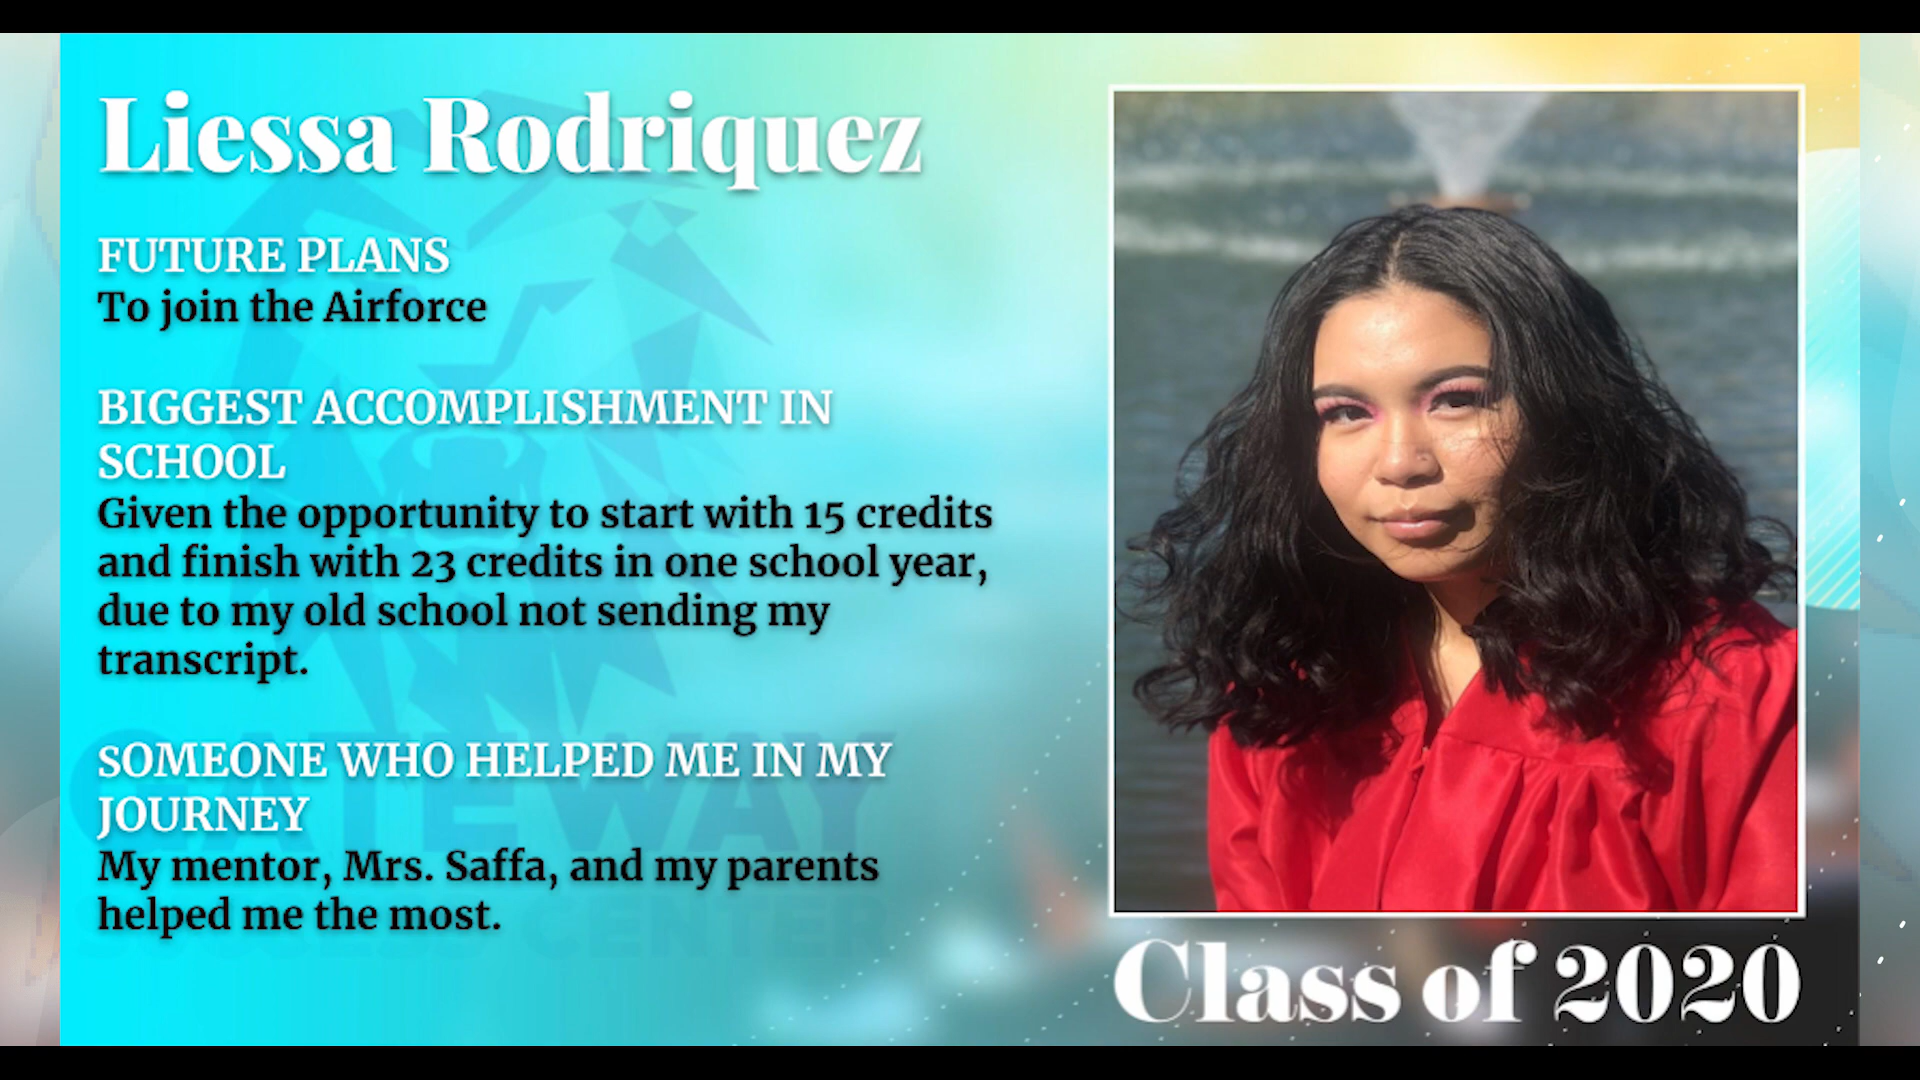 Liessa Rodriquez
FUTURE PLANS
To join the Airforce
BIGGEST ACCOMPLISHMENT IN
SCHOOL
Given the opportunity to start with 15 credits
and finish with 23 credits in one school year,
due to my old school not sending my
transcript.
SOMEONE WHO HELPED ME IN MY
JOURNEY
My mentor, Mrs. Saffa, and my parents
helped me the most.
GATEWAY
SUCCESS CENTER
Class of 2020